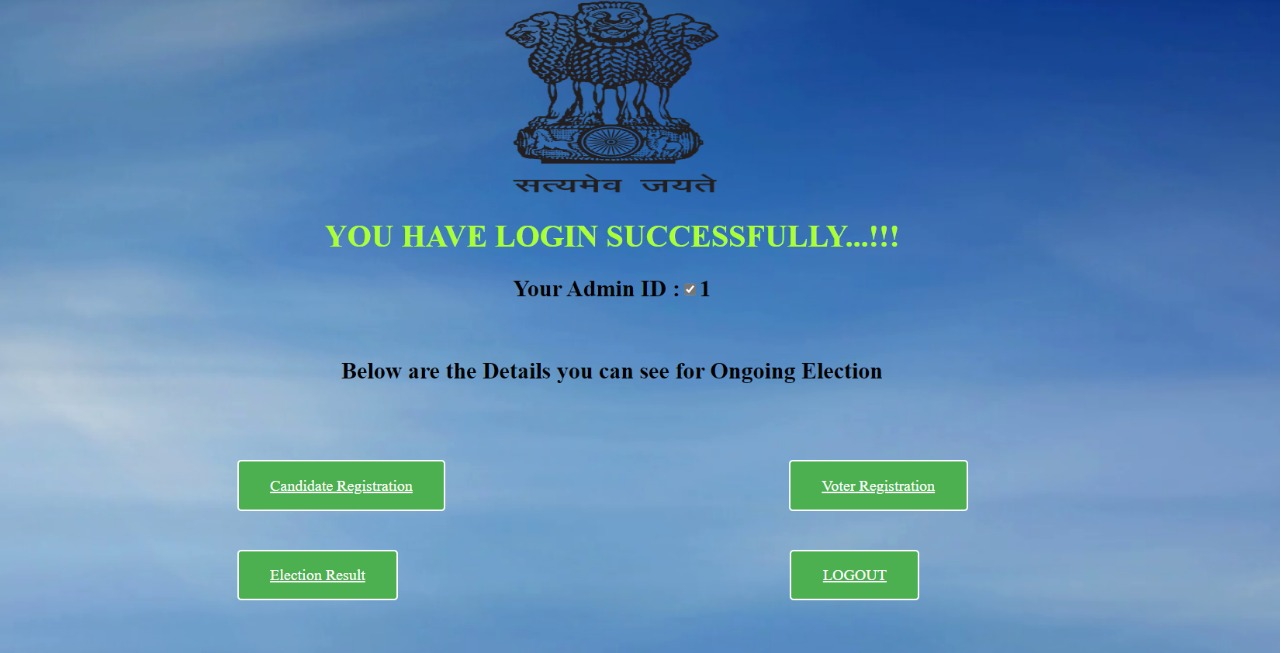 सत्यमेव जयते
YOU HAVE LOGIN SUCCESSFULLY...!!!
Your Admin ID : 1
Below are the Details you can see for Ongoing Election
Candidate Registration
Voter Registration
Election Result
LOGOUT